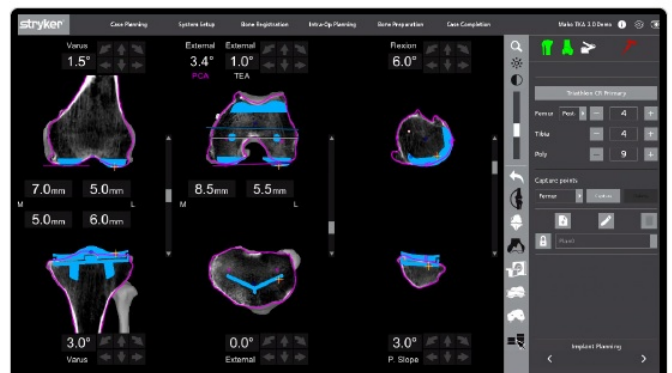 stryker Case Planning System Setup Bone Registration Intra-Op Planning Bone Preparation Case Completion Mako TKA 3.0 Demo
Varus External External Flexion
1.5° 3.4° 1.0° 6.0°
PCA TEA
Triathlon CR Primary
Femur Post. 4
Tibia 4
Poly 9
7.0mm 5.0mm 8.5mm 5.5mm
M L M L
5.0mm 6.0mm
Capture points
Femur
3.0° 0.0° 3.0°
Varus External P. Slope
Implant Planning